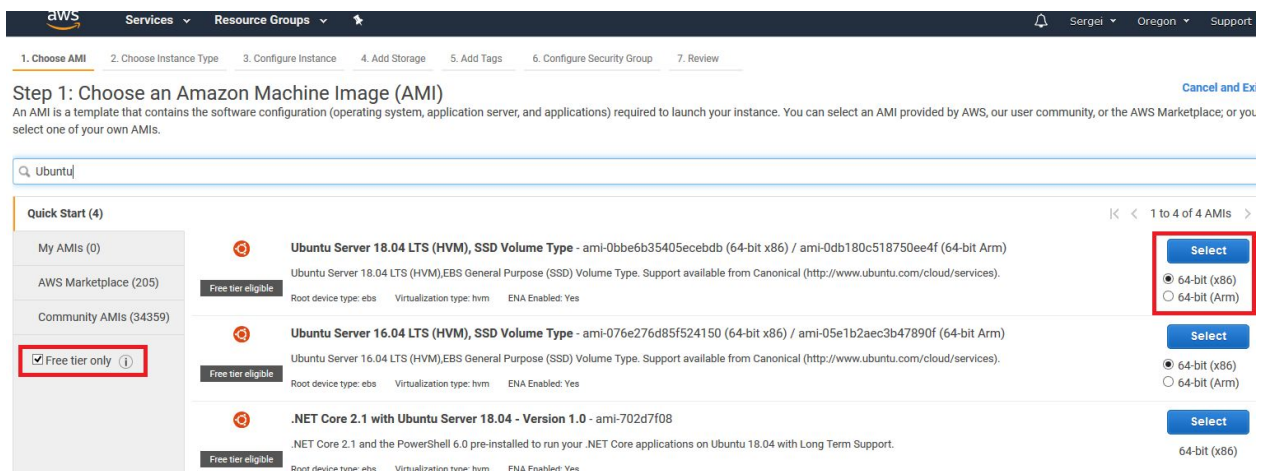 aws Services Resource Groups Sergei Oregon Support
1. Choose AMI 2. Choose Instance Type 3. Configure Instance 4. Add Storage 5. Add Tags 6. Configure Security Group 7. Review
Step 1: Choose an Amazon Machine Image (AMI) Cancel and Exi
An AMI is a template that contains the software configuration (operating system, application server, and applications) required to launch your instance. You can select an AMI provided by AWS, our user community, or the AWS Marketplace; or you
select one of your own AMIs.
Ubuntu
Quick Start (4) 1 to 4 of 4 AMIs
My AMIs (0)
AWS Marketplace (205)
Community AMIs (34359)
Free tier only
Ubuntu Server 18.04 LTS (HVM), SSD Volume Type - ami-0bbe6b35405ecebdb (64-bit x86) / ami-0db180c518750ee4f (64-bit Arm)
Free tier eligible
Ubuntu Server 18.04 LTS (HVM),EBS General Purpose (SSD) Volume Type. Support available from Canonical (http://www.ubuntu.com/cloud/services).
Root device type: ebs Virtualization type: hvm ENA Enabled: Yes
Select
64-bit (x86)
64-bit (Arm)
Ubuntu Server 16.04 LTS (HVM), SSD Volume Type - ami-076e276d85f524150 (64-bit x86) / ami-05e1b2aec3b47890f (64-bit Arm)
Free tier eligible
Ubuntu Server 16.04 LTS (HVM),EBS General Purpose (SSD) Volume Type. Support available from Canonical (http://www.ubuntu.com/cloud/services).
Root device type: ebs Virtualization type: hvm ENA Enabled: Yes
Select
64-bit (x86)
64-bit (Arm)
.NET Core 2.1 with Ubuntu Server 18.04 - Version 1.0 - ami-702d7f08
Free tier eligible
.NET Core 2.1 and the PowerShell 6.0 pre-installed to run your .NET Core applications on Ubuntu 18.04 with Long Term Support.
Root device type: ebs Virtualization type: hvm ENA Enabled: Yes
Select
64-bit (x86)